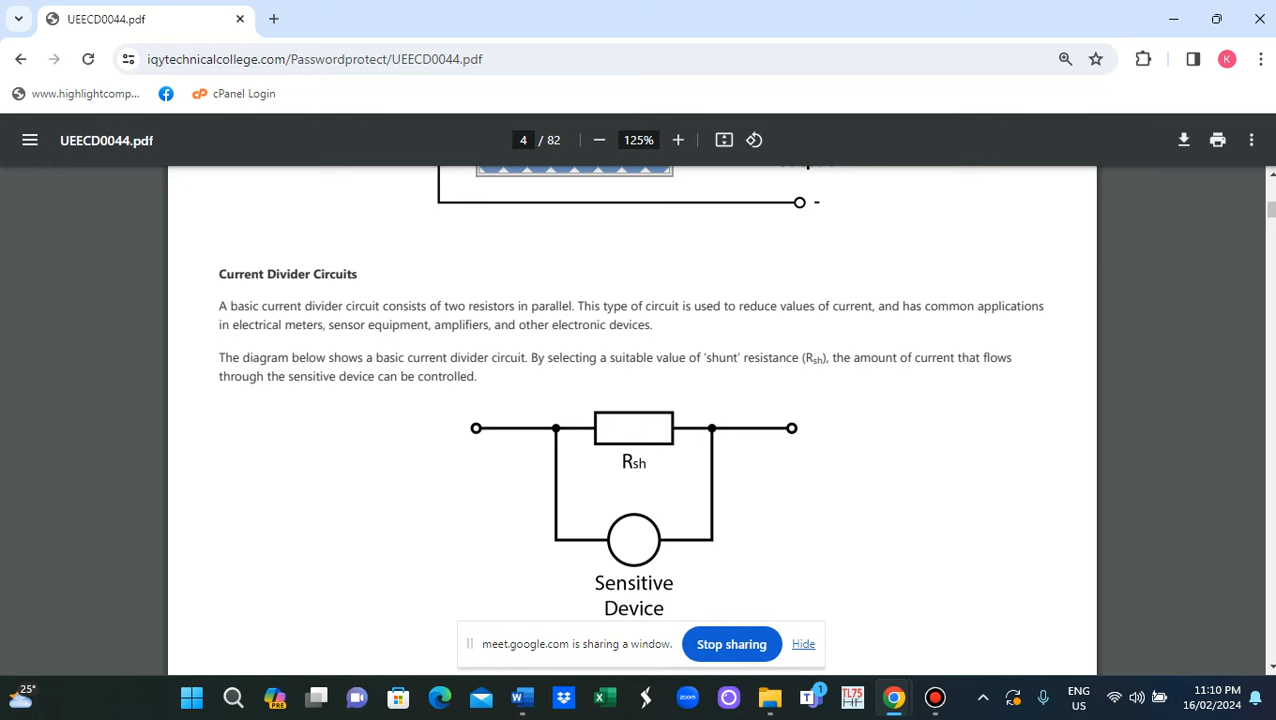 UEECD0044.pdf
iqytechnicalcollege.com/Passwordprotect/UEECD0044.pdf
K
www.highlightcomp...
cPanel Login
UEECD0044.pdf
4 / 82
125%
-
Current Divider Circuits
A basic current divider circuit consists of two resistors in parallel. This type of circuit is used to reduce values of current, and has common applications
in electrical meters, sensor equipment, amplifiers, and other electronic devices.
The diagram below shows a basic current divider circuit. By selecting a suitable value of ‘shunt’ resistance (Rsh), the amount of current that flows
through the sensitive device can be controlled.
Rsh
Sensitive
Device
meet.google.com is sharing a window.
Stop sharing
Hide
25°
PRE
zoom
1
TL75
ENG
US
11:10 PM
16/02/2024